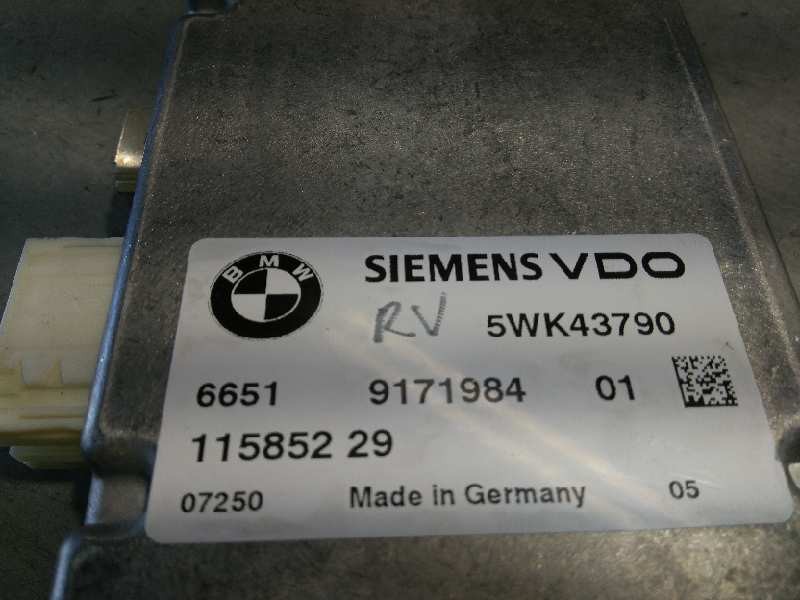 BMW
SIEMENS VDO
RV
5WK43790
6651 9171984 01
115852 29
07250 Made in Germany 05